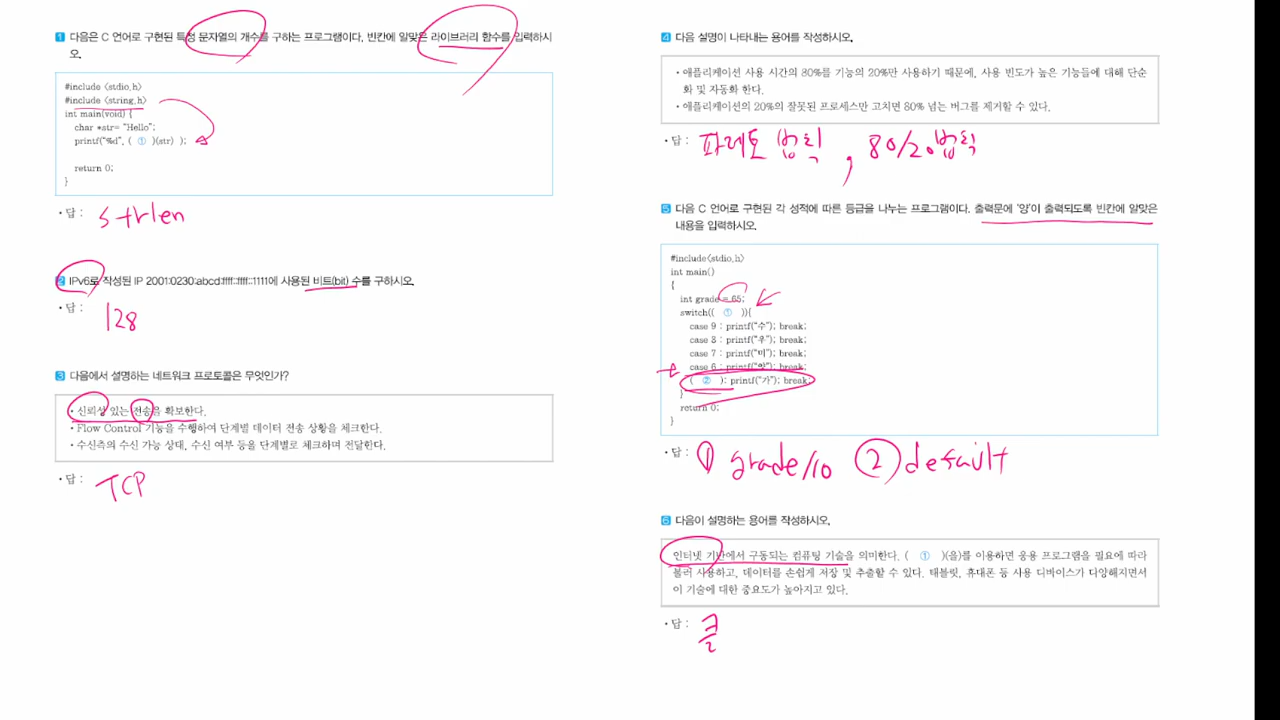 1 다음은 C 언어로 구현된 특정 문자열의 개수를 구하는 프로그램이다. 빈칸에 알맞은 라이브러리 함수를 입력하시
오.
#include <stdio.h>
#include <string.h>
int main(void) {
char *str= "Hello";
printf("%d", ( ① )(str) );
return 0;
}
• 답 : strlen
2 IPv6로 작성된 IP 2001:0230:abcd:ffff::ffff::1111에 사용된 비트(bit) 수를 구하시오.
• 답 : 128
3 다음에서 설명하는 네트워크 프로토콜은 무엇인가?
• 신뢰성 있는 전송을 확보한다.
• Flow Control 기능을 수행하여 단계별 데이터 전송 상황을 체크한다.
• 수신측의 수신 가능 상태, 수신 여부 등을 단계별로 체크하며 전달한다.
• 답 : TCP
4 다음 설명이 나타내는 용어를 작성하시오.
• 애플리케이션 사용 시간의 80%를 기능의 20%만 사용하기 때문에, 사용 빈도가 높은 기능들에 대해 단순
화 및 자동화 한다.
• 애플리케이션의 20%의 잘못된 프로세스만 고치면 80% 넘는 버그를 제거할 수 있다.
• 답 : 파레토 법칙, 80/20법칙
5 다음 C 언어로 구현된 각 성적에 따른 등급을 나누는 프로그램이다. 출력문에 '양'이 출력되도록 빈칸에 알맞은
내용을 입력하시오.
#include<stdio.h>
int main()
{
int grade = 65;
switch(( ① )){
case 9 : printf("수"); break;
case 8 : printf("우"); break;
case 7 : printf("미"); break;
case 6 : printf("양"); break;
( ② ); printf("가"); break;
}
return 0;
}
• 답 : ① grade/10 ② default
6 다음이 설명하는 용어를 작성하시오.
인터넷 기반에서 구동되는 컴퓨팅 기술을 의미한다. ( ① )(을)를 이용하면 응용 프로그램을 필요에 따라
불러 사용하고, 데이터를 손쉽게 저장 및 추출할 수 있다. 태블릿, 휴대폰 등 사용 디바이스가 다양해지면서
이 기술에 대한 중요도가 높아지고 있다.
• 답 : 클